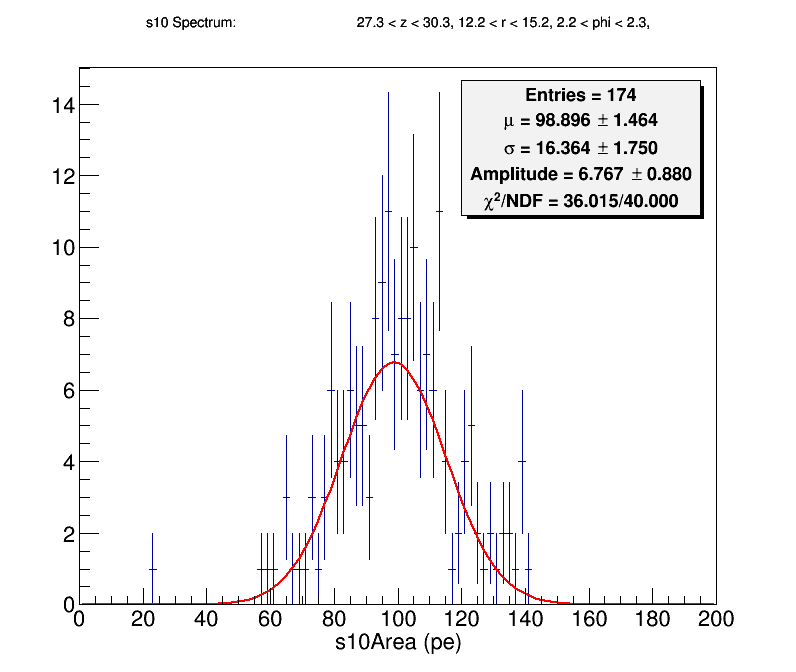 s10 Spectrum: 27.3 < z < 30.3, 12.2 < r < 15.2, 2.2 < phi < 2.3,
Entries = 174
μ = 98.896 ± 1.464
σ = 16.364 ± 1.750
Amplitude = 6.767 ± 0.880
χ²/NDF = 36.015/40.000
14
12
10
8
6
4
2
0
0 20 40 60 80 100 120 140 160 180 200
s10Area (pe)